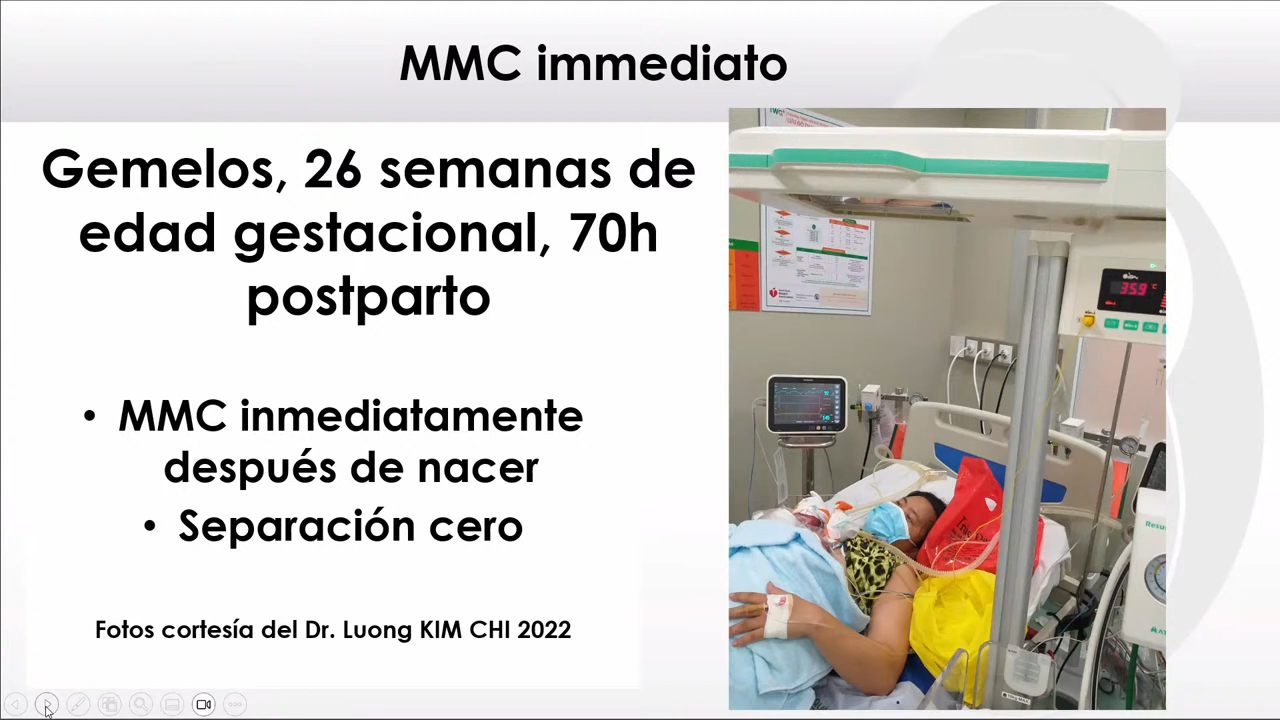 MMC immediato
Gemelos, 26 semanas de
edad gestacional, 70h
postparto
• MMC inmediatamente
después de nacer
• Separación cero
Fotos cortesía del Dr. Luong KIM CHI 2022
35.9